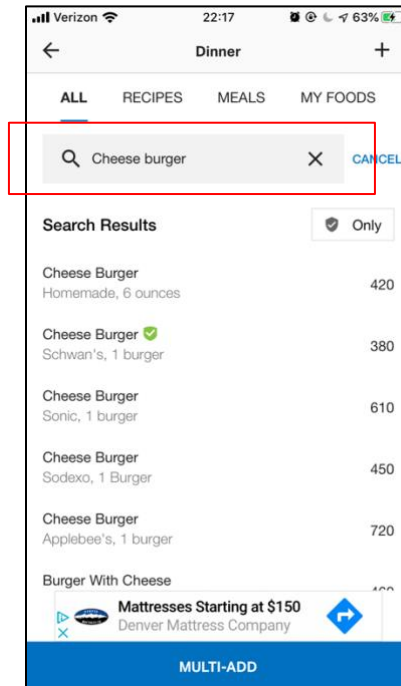 Verizon 22:17 63%
Dinner
ALL RECIPES MEALS MY FOODS
Cheese burger CANCEL
Search Results Only
Cheese Burger
Homemade, 6 ounces 420
Cheese Burger
Schwan's, 1 burger 380
Cheese Burger
Sonic, 1 burger 610
Cheese Burger
Sodexo, 1 Burger 450
Cheese Burger
Applebee's, 1 burger 720
Burger With Cheese
Mattresses Starting at $150
Denver Mattress Company
MULTI-ADD